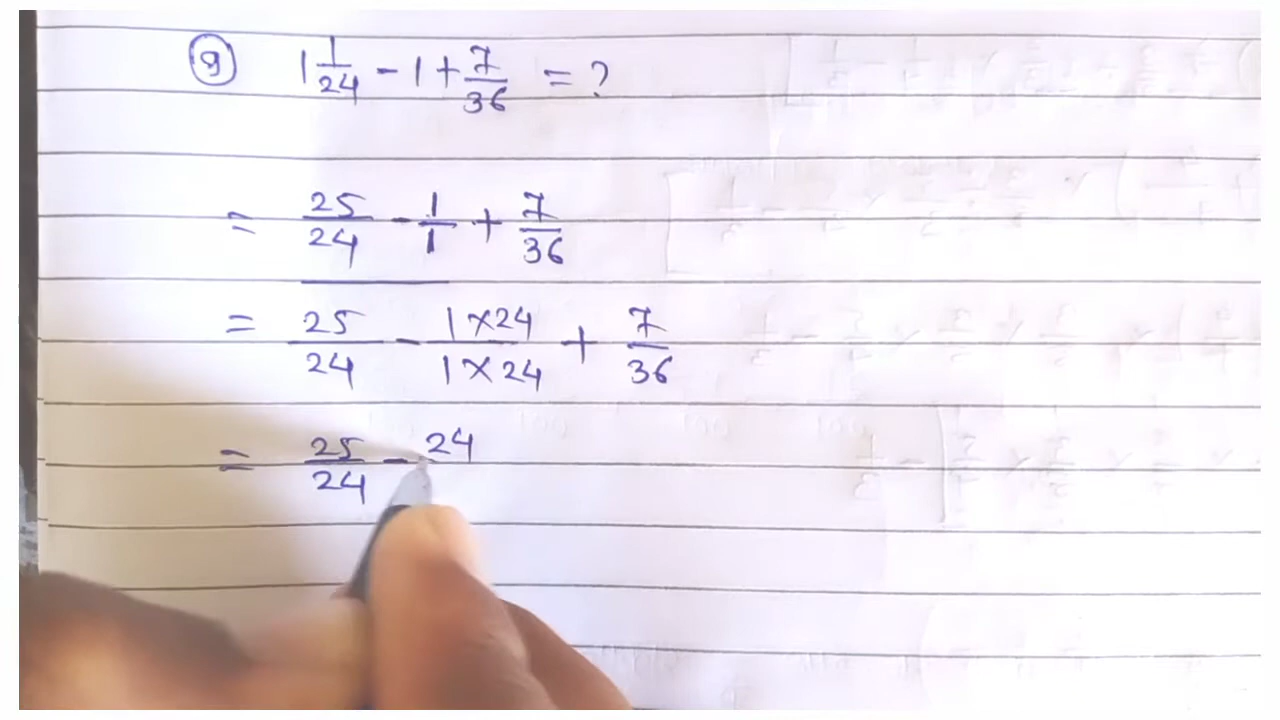 9 1 1/24 - 1 + 7/36 = ?
= 25/24 - 1/1 + 7/36
= 25/24 - 1×24/1×24 + 7/36
= 25/24 - 24